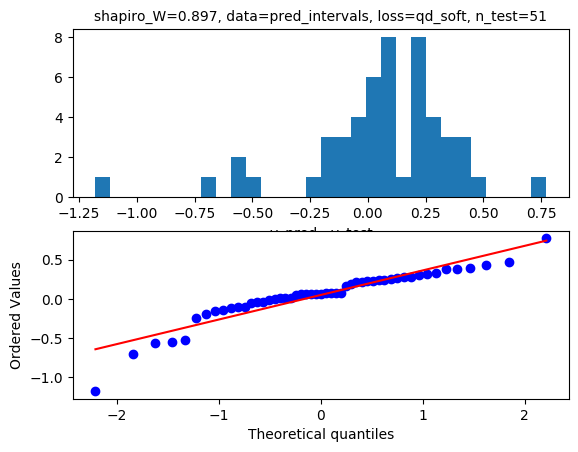 shapiro_W=0.897, data=pred_intervals, loss=qd_soft, n_test=51
8
6
4
2
0
−1.25 −1.00 −0.75 −0.50 −0.25 0.00 0.25 0.50 0.75
0.5
0.0
−0.5
−1.0
Ordered Values
−2 −1 0 1 2
Theoretical quantiles